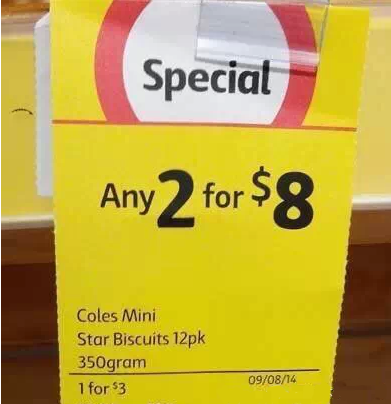 Special
Any 2 for $8
Coles Mini
Star Biscuits 12pk
350gram
1 for $3
09/08/14